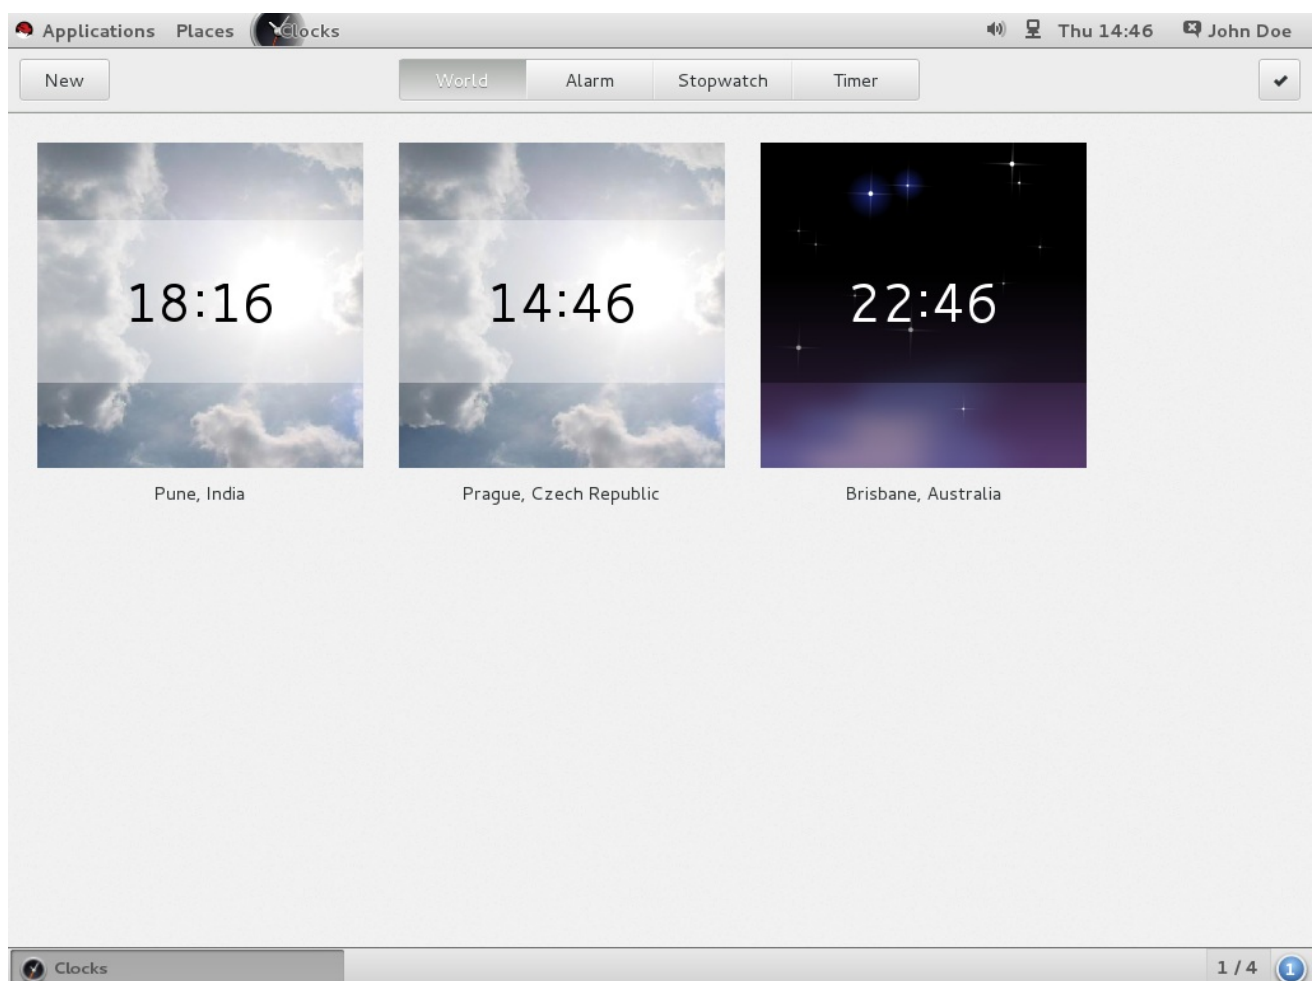 Applications Places Clocks Thu 14:46 John Doe
New World Alarm Stopwatch Timer
18:16 14:46 22:46
Pune, India Prague, Czech Republic Brisbane, Australia
Clocks 1 / 4 1